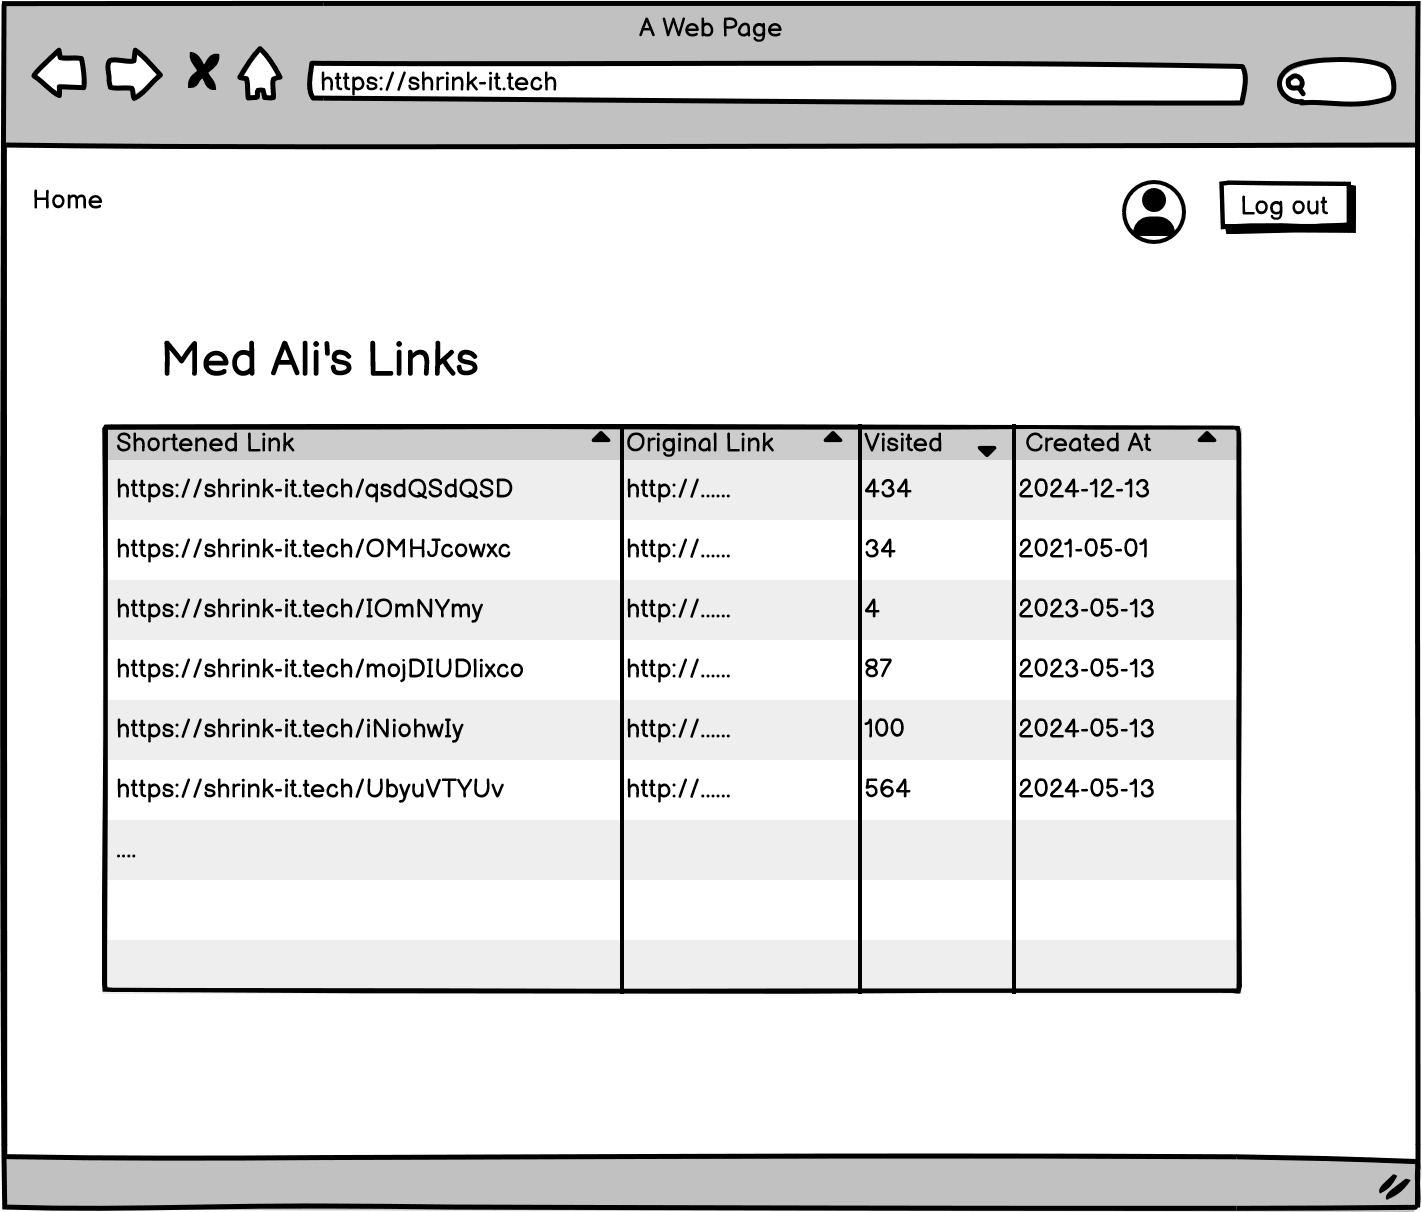 A Web Page
https://shrink-it.tech
Home
Log out
Med Ali's Links
Shortened Link Original Link Visited Created At
https://shrink-it.tech/qsdQSdQSD http://...... 434 2024-12-13
https://shrink-it.tech/OMHJcowxc http://...... 34 2021-05-01
https://shrink-it.tech/IOmNYmy http://...... 4 2023-05-13
https://shrink-it.tech/mojDIUDlixco http://...... 87 2023-05-13
https://shrink-it.tech/iNiohwIy http://...... 100 2024-05-13
https://shrink-it.tech/UbyuVTYUv http://...... 564 2024-05-13
....